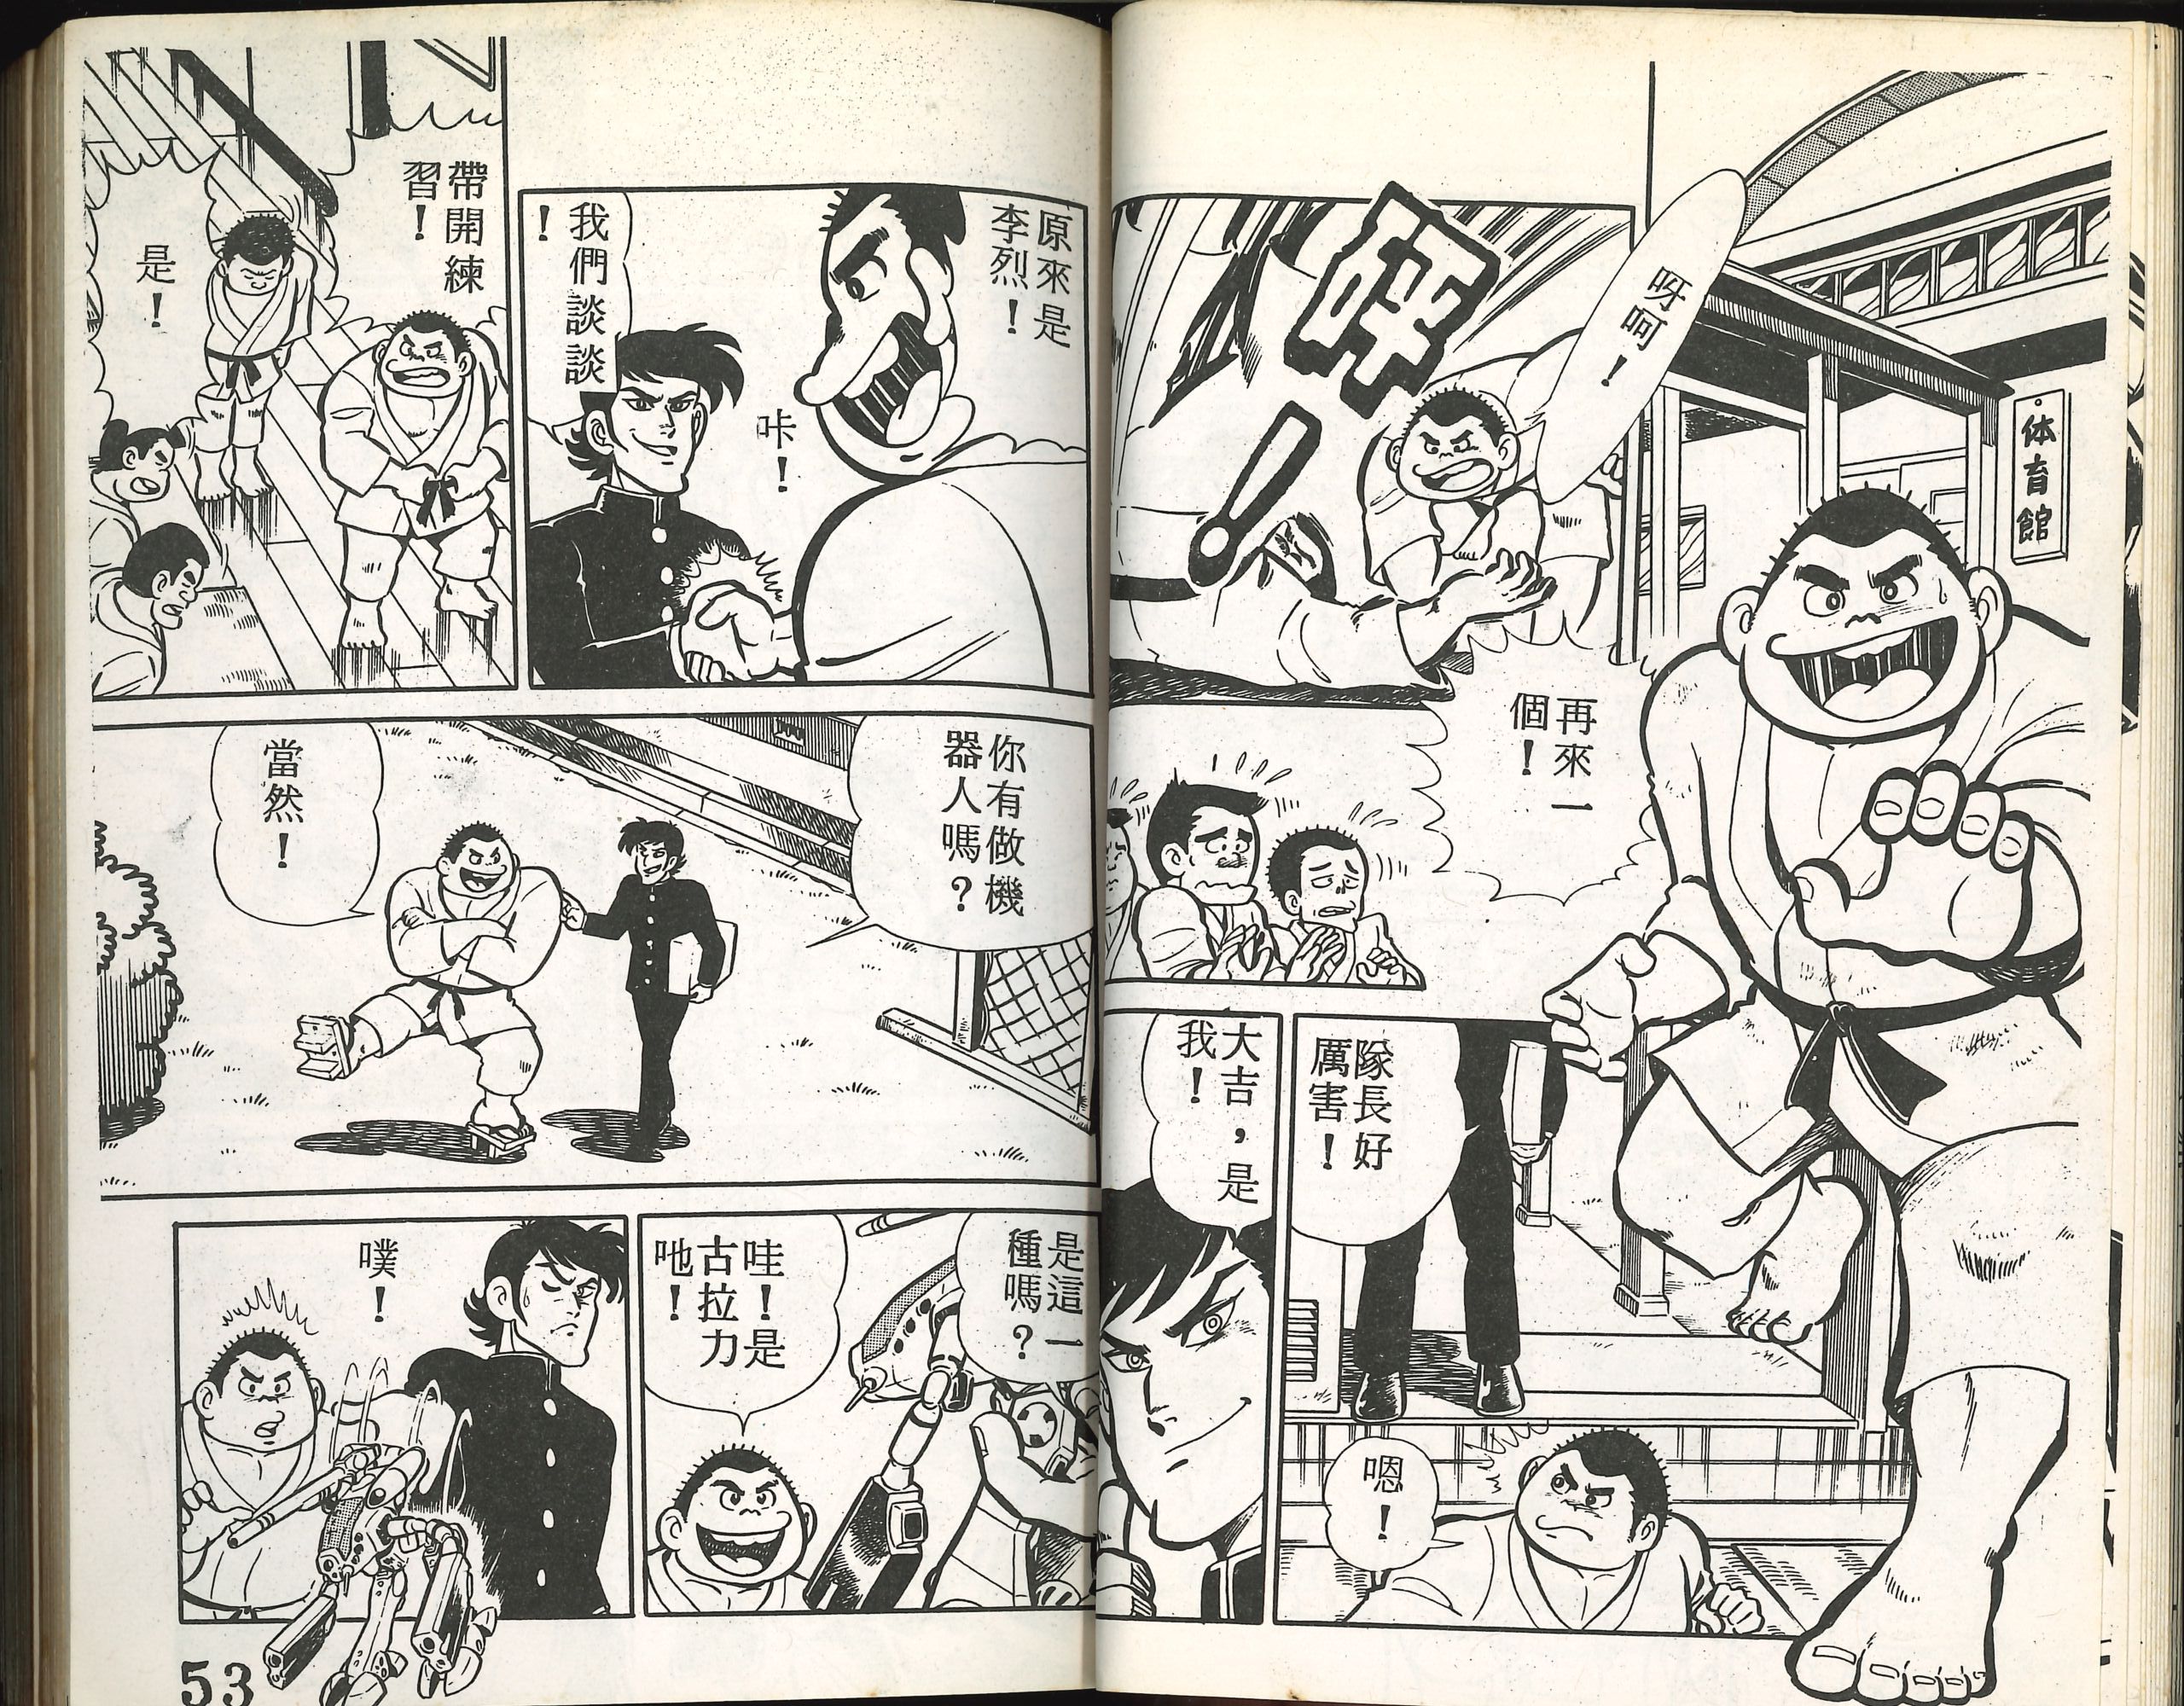 体育館
呀呵！
砰！
再來一
個！
隊長好
厲害！
嗯！
大吉，是
我！
原來是
李烈！
咔！
我們談談
！
帶開練
習！
是！
你有做機
器人嗎？
當然！
是這一
種嗎？
哇！是
古拉力
吔！
噗！
53